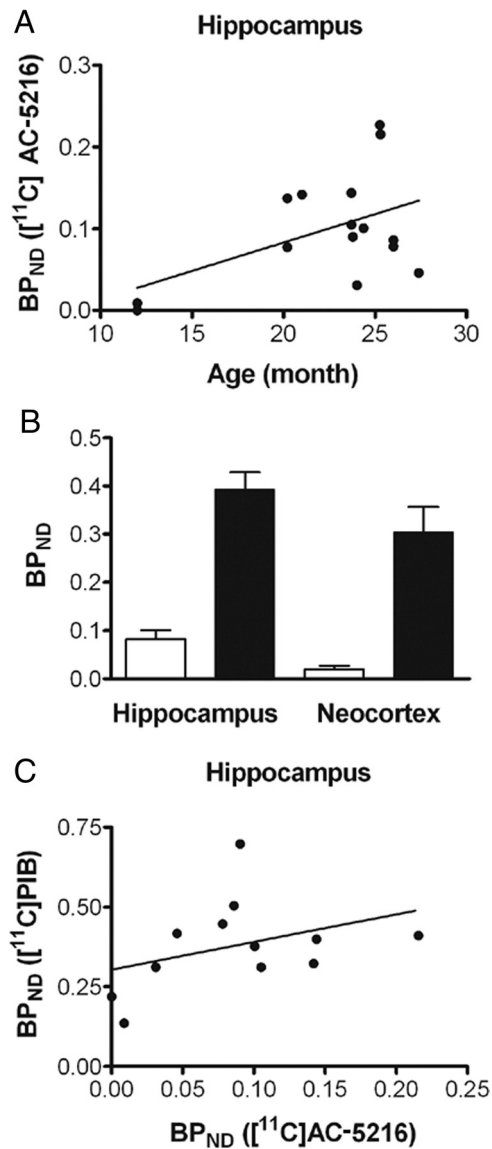 A
Hippocampus
BP_ND ([¹¹C] AC-5216)
0.3
0.2
0.1
0.0
10
15
20
25
30
Age (month)
B
BP_ND
0.5
0.4
0.3
0.2
0.1
0.0
Hippocampus
Neocortex
C
Hippocampus
BP_ND ([¹¹C]PIB)
0.75
0.50
0.25
0.00
0.00
0.05
0.10
0.15
0.20
0.25
BP_ND ([¹¹C]AC-5216)